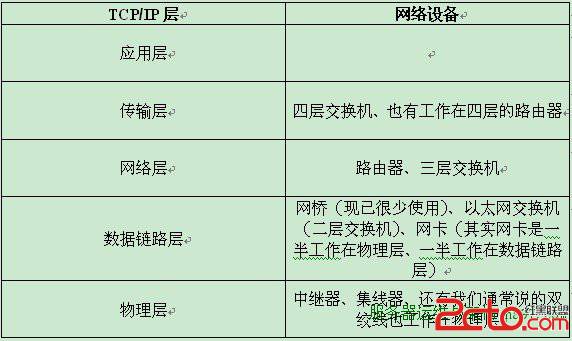 TCP/IP 层
网络设备
应用层
传输层
四层交换机、也有工作在四层的路由器
网络层
路由器、三层交换机
数据链路层
网桥（现已很少使用）、以太网交换机
（二层交换机）、网卡（其实网卡是一
半工作在物理层、一半工作在数据链路
层）
物理层
中继器、集线器、还有我们通常说的双
绞线也工作在物理层
2cto.com
红黑联盟